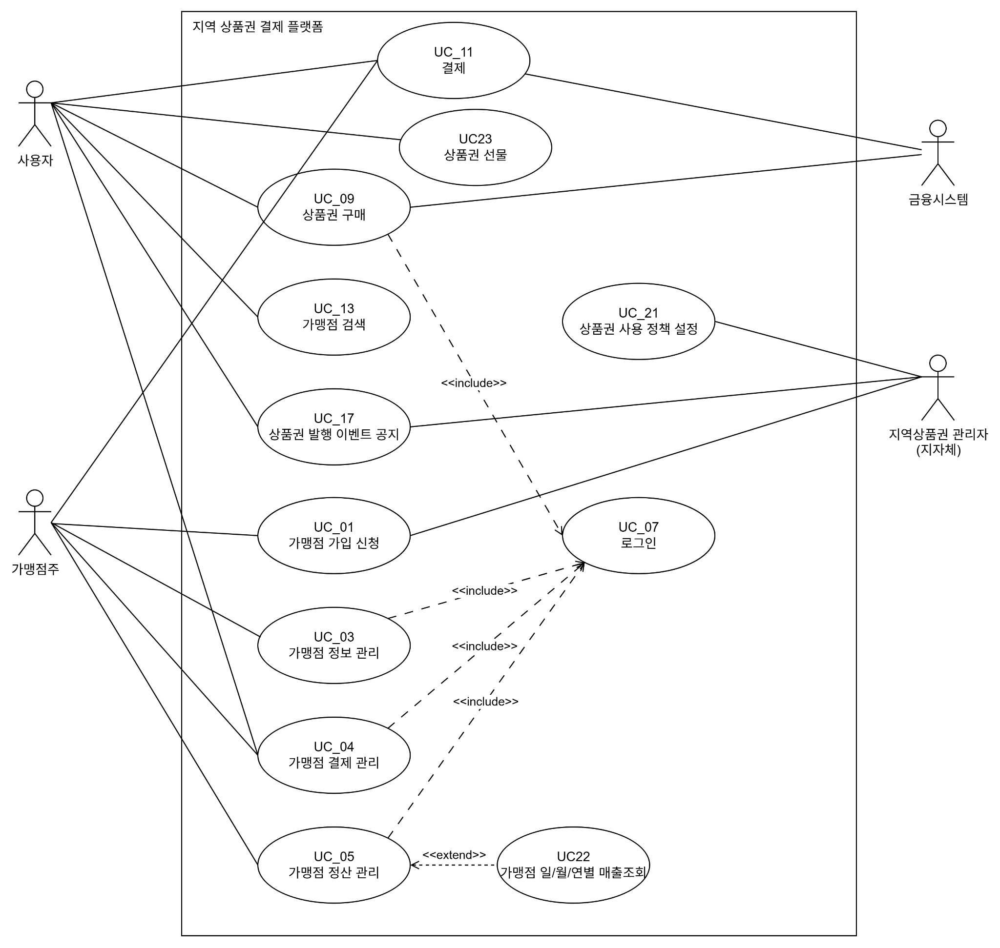 지역 상품권 결제 플랫폼
UC_11
결제
사용자
UC23
상품권 선물
금융시스템
UC_09
상품권 구매
UC_13
가맹점 검색
UC_21
상품권 사용 정책 설정
<<include>>
UC_17
상품권 발행 이벤트 공지
지역상품권 관리자
(지자체)
UC_01
가맹점 가입 신청
UC_07
로그인
가맹점주
<<include>>
UC_03
가맹점 정보 관리
<<include>>
<<include>>
UC_04
가맹점 결제 관리
UC_05
가맹점 정산 관리
<<extend>>
UC22
가맹점 일/월/연별 매출조회